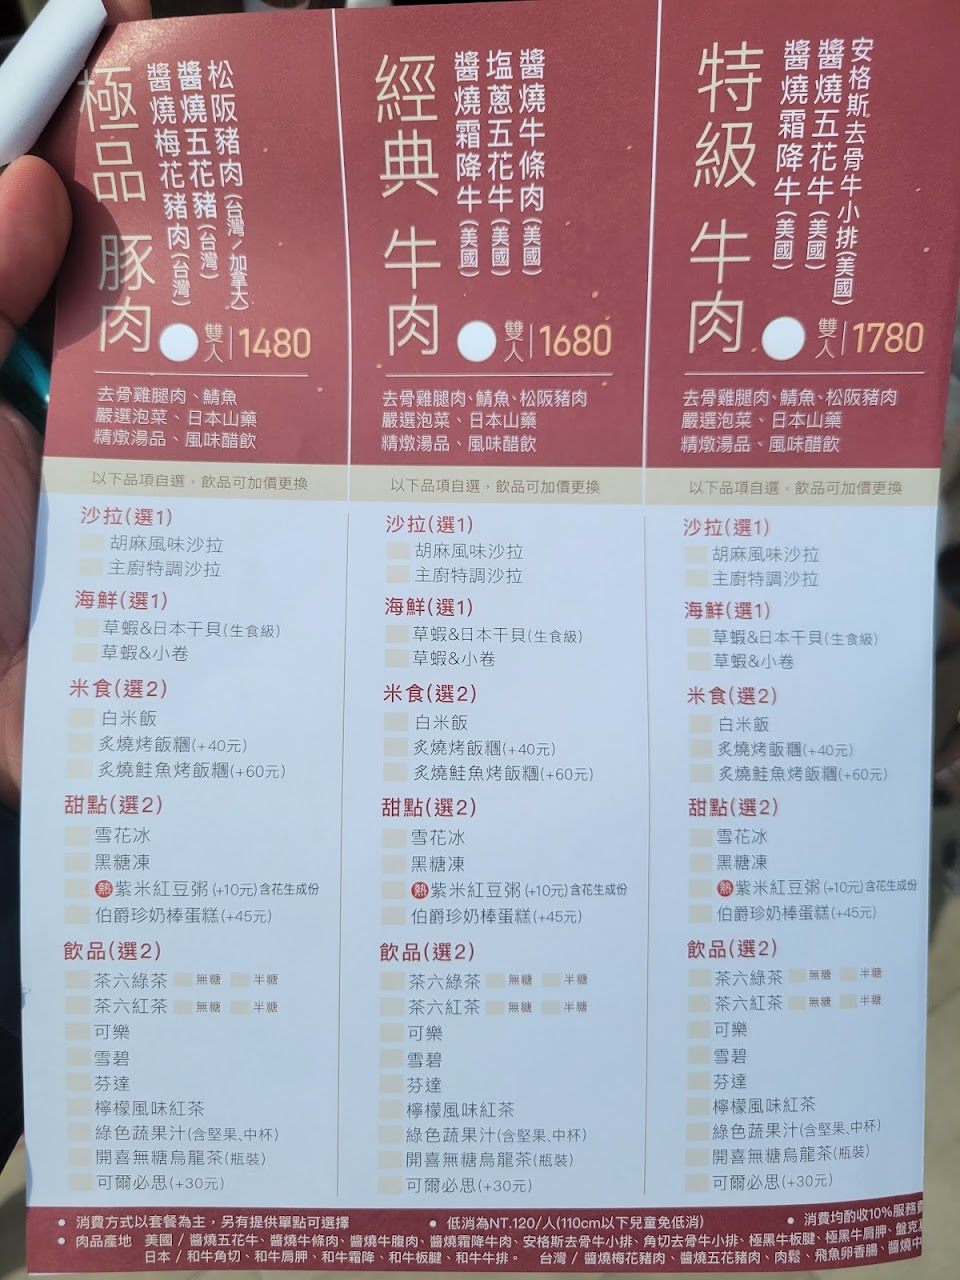 極品 豚肉
松阪豬肉(台灣/加拿大)
醬燒五花豬(台灣)
醬燒梅花豬肉(台灣)
雙人|1480
去骨雞腿肉、鯖魚
嚴選泡菜、日本山藥
精燉湯品、風味醋飲
以下品項自選，飲品可加價更換
沙拉(選1)
胡麻風味沙拉
主廚特調沙拉
海鮮(選1)
草蝦&日本干貝(生食級)
草蝦&小卷
米食(選2)
白米飯
炙燒烤飯糰(+40元)
炙燒鮭魚烤飯糰(+60元)
甜點(選2)
雪花冰
黑糖凍
熱 紫米紅豆粥(+10元)含花生成份
伯爵珍奶棒蛋糕(+45元)
飲品(選2)
茶六綠茶 無糖 半糖
茶六紅茶 無糖 半糖
可樂
雪碧
芬達
檸檬風味紅茶
綠色蔬果汁(含堅果、中杯)
開喜無糖烏龍茶(瓶裝)
可爾必思(+30元)
經典 牛肉
醬燒牛條肉(美國)
塩蔥五花牛(美國)
醬燒霜降牛(美國)
雙人|1680
去骨雞腿肉、鯖魚、松阪豬肉
嚴選泡菜、日本山藥
精燉湯品、風味醋飲
以下品項自選，飲品可加價更換
沙拉(選1)
胡麻風味沙拉
主廚特調沙拉
海鮮(選1)
草蝦&日本干貝(生食級)
草蝦&小卷
米食(選2)
白米飯
炙燒烤飯糰(+40元)
炙燒鮭魚烤飯糰(+60元)
甜點(選2)
雪花冰
黑糖凍
熱 紫米紅豆粥(+10元)含花生成份
伯爵珍奶棒蛋糕(+45元)
飲品(選2)
茶六綠茶 無糖 半糖
茶六紅茶 無糖 半糖
可樂
雪碧
芬達
檸檬風味紅茶
綠色蔬果汁(含堅果、中杯)
開喜無糖烏龍茶(瓶裝)
可爾必思(+30元)
特級 牛肉
安格斯去骨牛小排(美國)
醬燒五花牛(美國)
醬燒霜降牛(美國)
雙人|1780
去骨雞腿肉、鯖魚、松阪豬肉
嚴選泡菜、日本山藥
精燉湯品、風味醋飲
以下品項自選，飲品可加價更換
沙拉(選1)
胡麻風味沙拉
主廚特調沙拉
海鮮(選1)
草蝦&日本干貝(生食級)
草蝦&小卷
米食(選2)
白米飯
炙燒烤飯糰(+40元)
炙燒鮭魚烤飯糰(+60元)
甜點(選2)
雪花冰
黑糖凍
熱 紫米紅豆粥(+10元)含花生成份
伯爵珍奶棒蛋糕(+45元)
飲品(選2)
茶六綠茶 無糖 半糖
茶六紅茶 無糖 半糖
可樂
雪碧
芬達
檸檬風味紅茶
綠色蔬果汁(含堅果、中杯)
開喜無糖烏龍茶(瓶裝)
可爾必思(+30元)
• 消費方式以套餐為主，另有提供單點可選擇 • 低消為NT.120/人(110cm以下兒童免低消) • 消費均酌收10%服務費
• 肉品產地 美國 / 醬燒五花牛、醬燒牛條肉、醬燒牛腹肉、醬燒霜降牛肉、安格斯去骨牛小排、角切去骨牛小排、極黑牛板腱、極黑牛肩胛、盤克夏
日本 / 和牛角切、和牛肩胛、和牛霜降、和牛板腱、和牛牛排。 台灣 / 醬燒梅花豬肉、醬燒五花豬肉、肉鬆、飛魚卵香腸、醬燒中